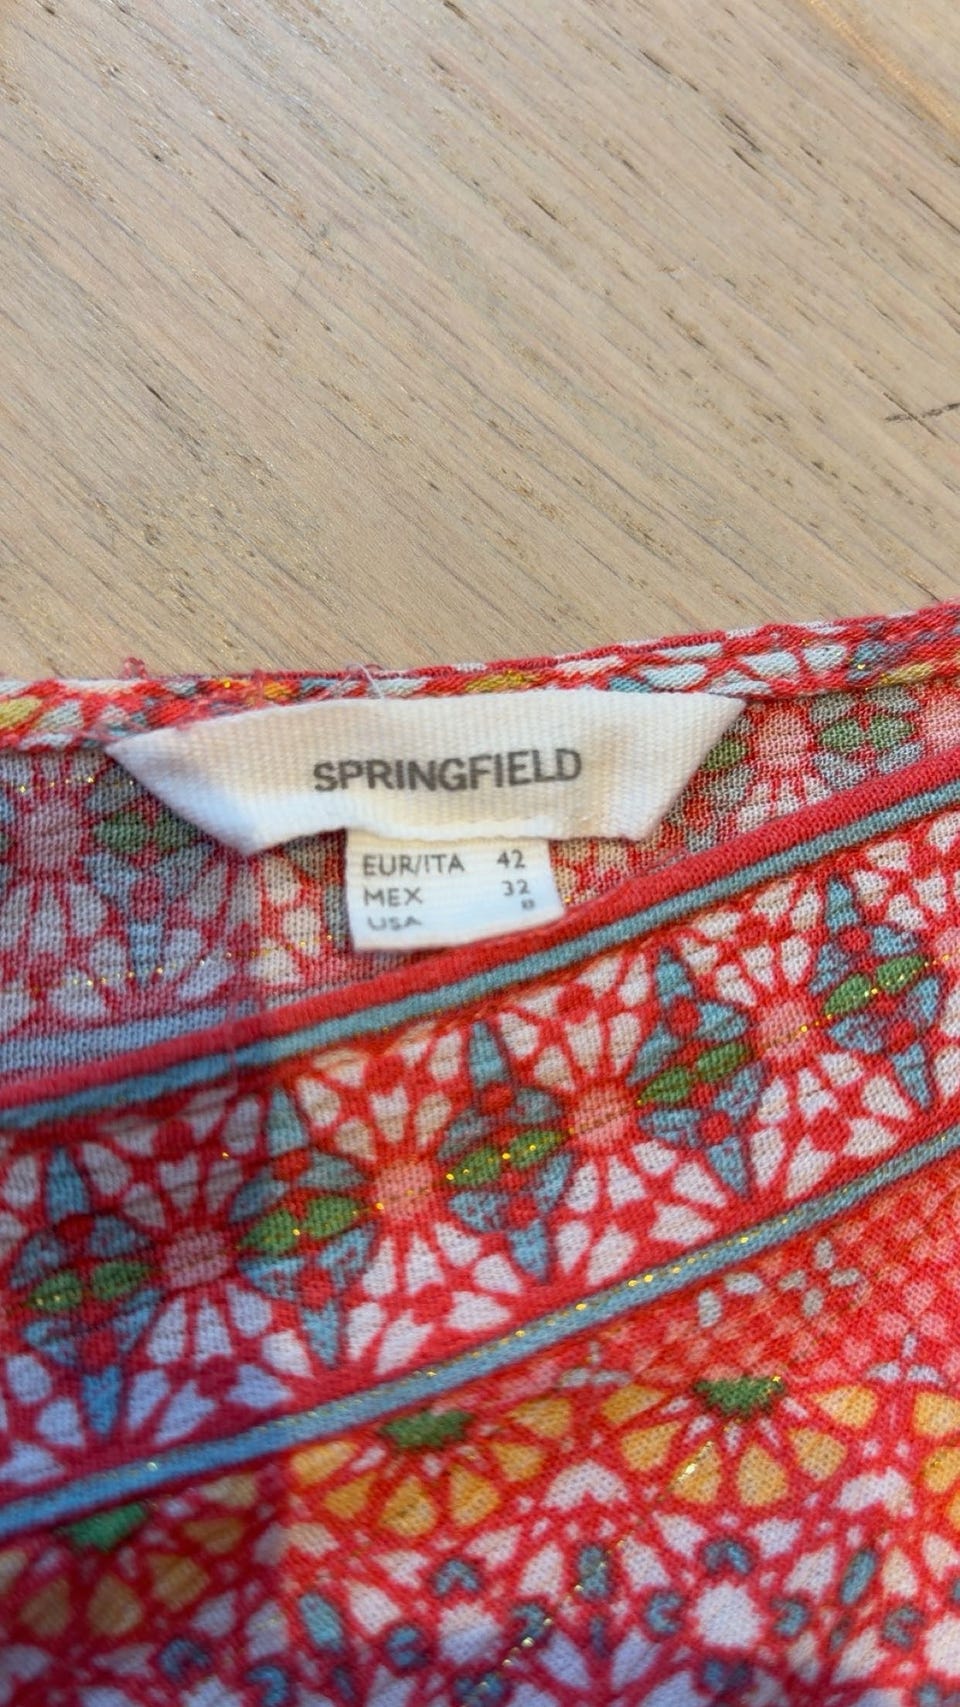 SPRINGFIELD
EUR/ITA 42
MEX 32
USA